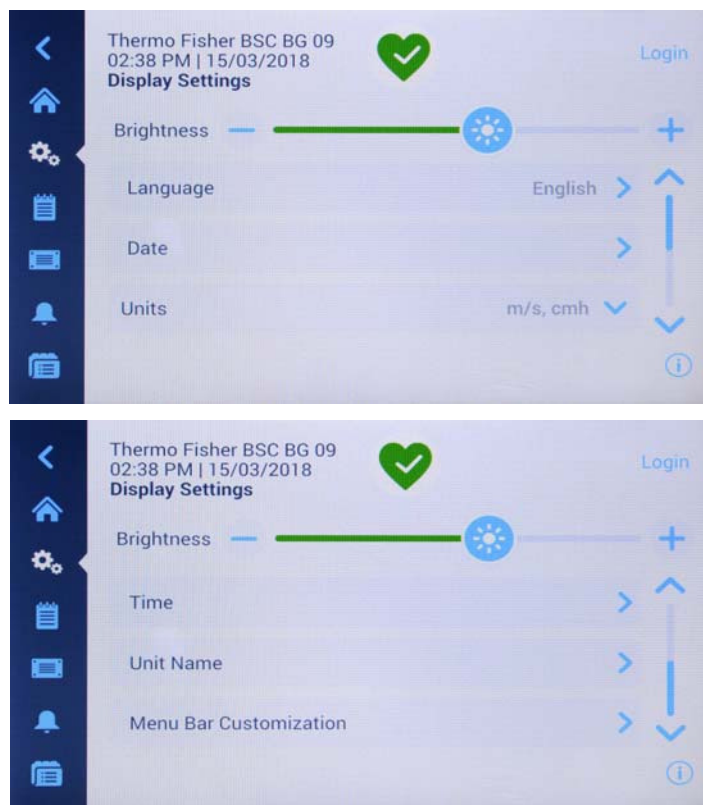 Thermo Fisher BSC BG 09
02:38 PM | 15/03/2018
Display Settings
Login
Brightness
Language English
Date
Units m/s, cmh
Thermo Fisher BSC BG 09
02:38 PM | 15/03/2018
Display Settings
Login
Brightness
Time
Unit Name
Menu Bar Customization